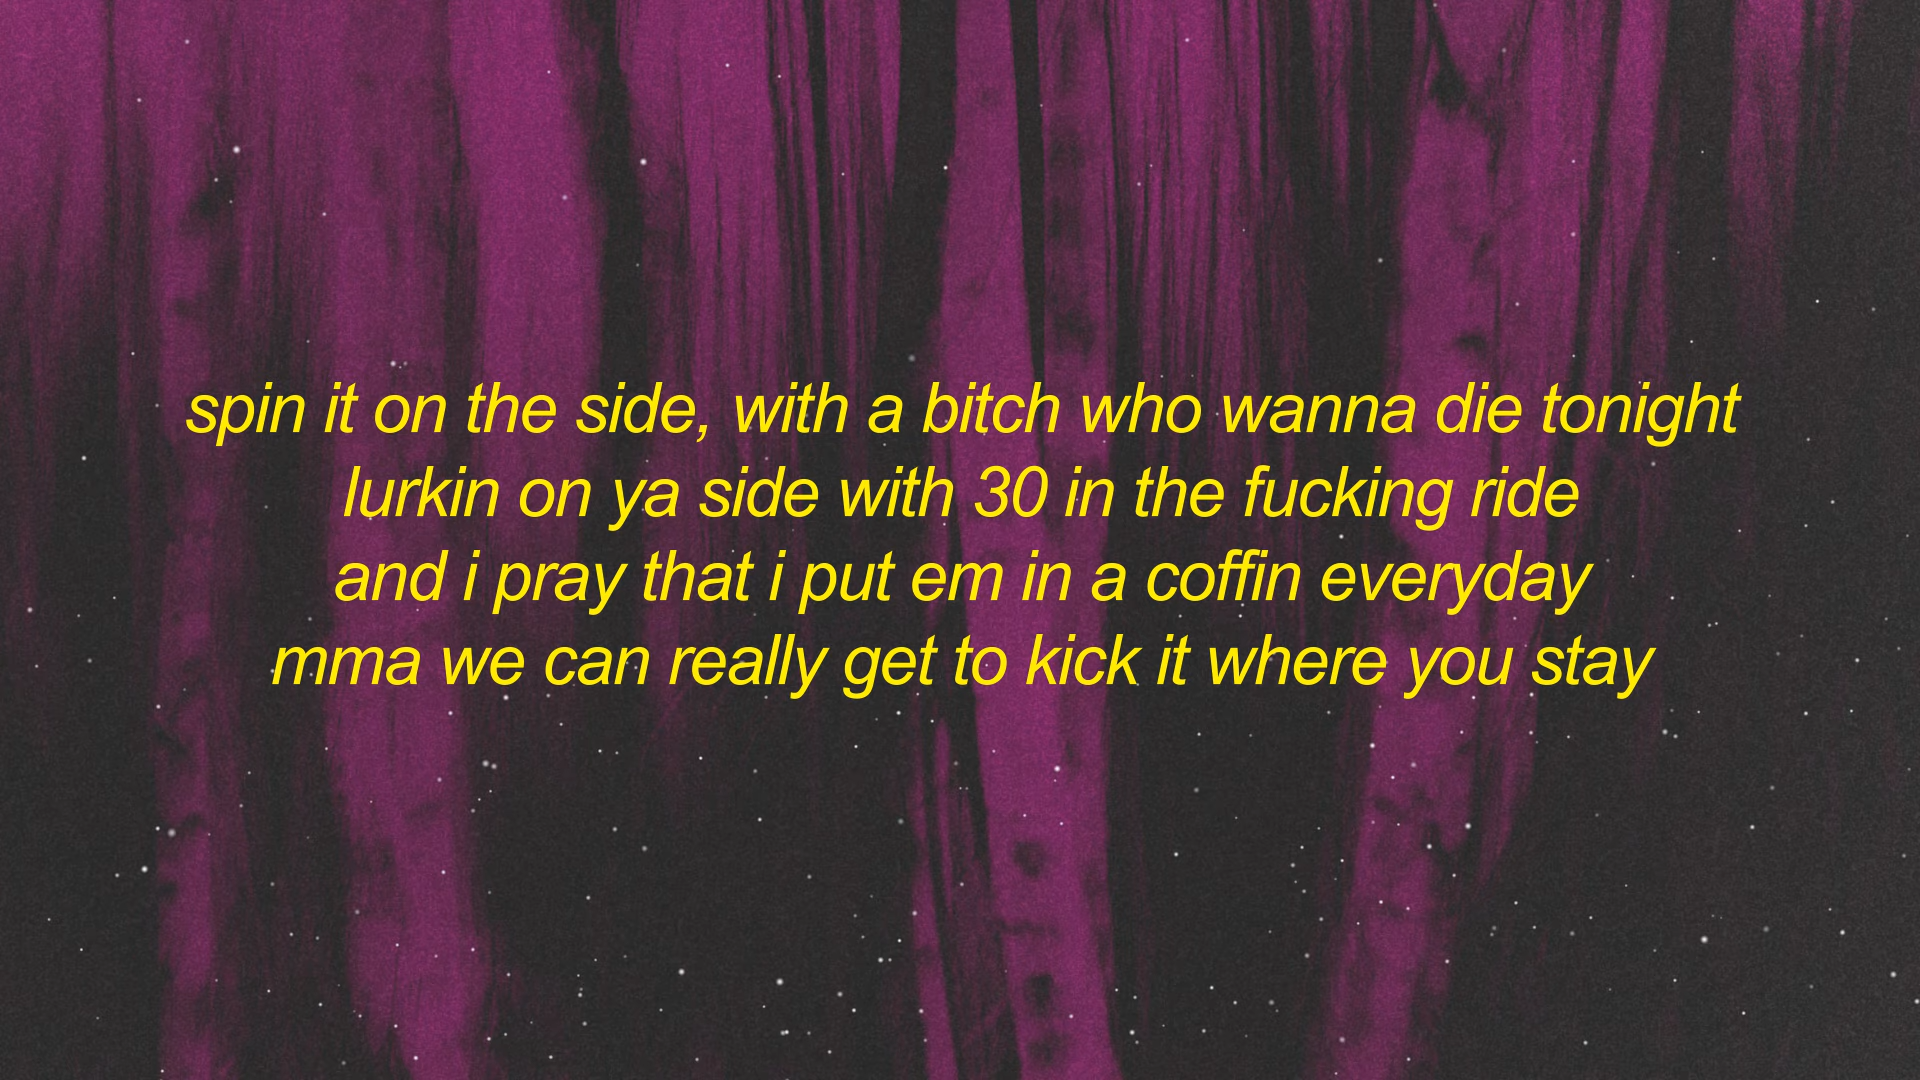 spin it on the side, with a bitch who wanna die tonight
lurkin on ya side with 30 in the fucking ride
and i pray that i put em in a coffin everyday
mma we can really get to kick it where you stay